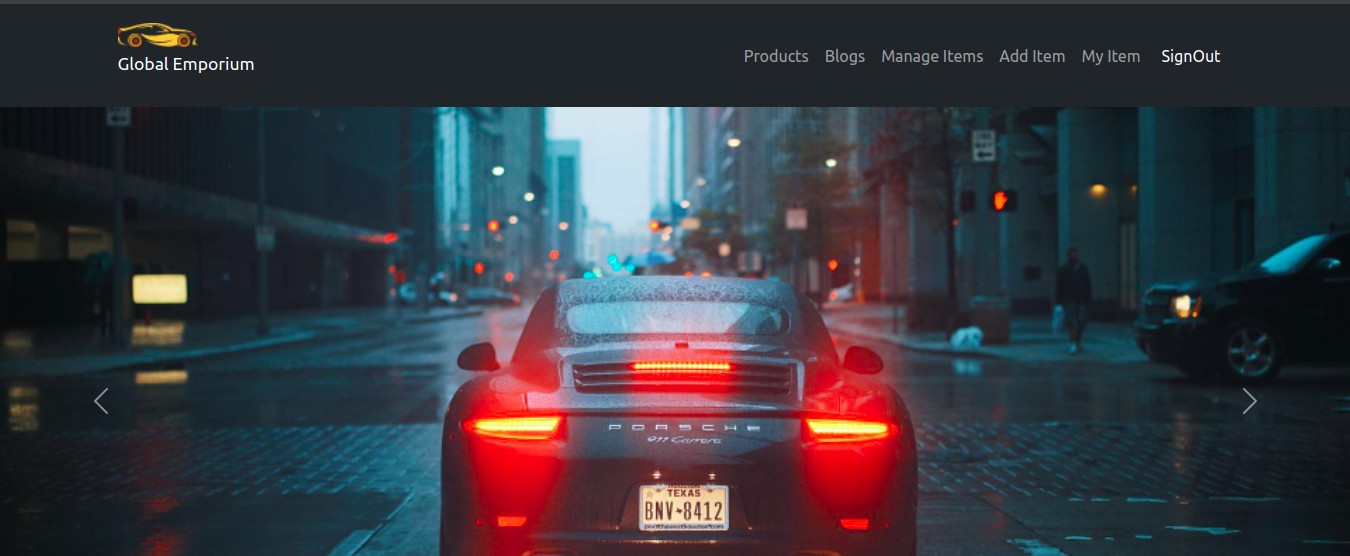 Global Emporium
Products Blogs Manage Items Add Item My Item SignOut
PORSCHE
911 Carrera
TEXAS
BNV 8412